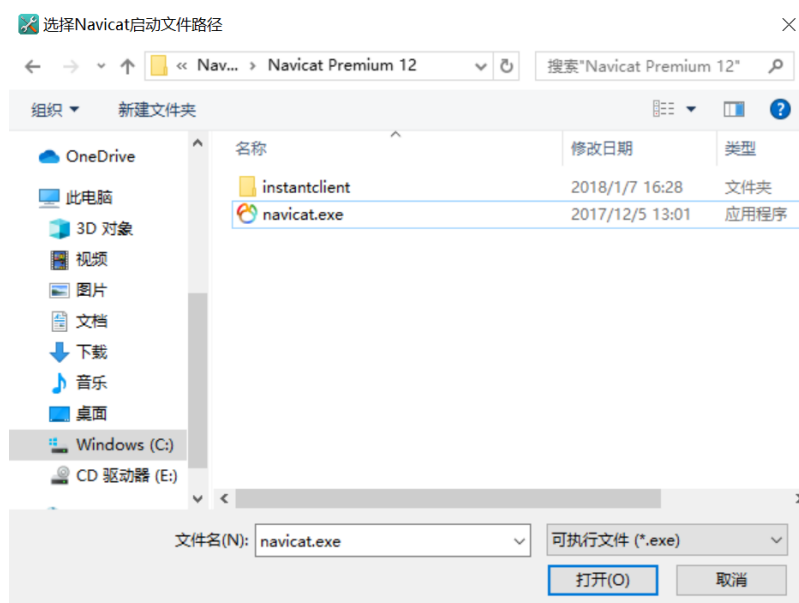 选择Navicat启动文件路径
« Nav... › Navicat Premium 12
搜索"Navicat Premium 12"
组织 新建文件夹
名称 修改日期 类型
OneDrive
此电脑
3D 对象
视频
图片
文档
下载
音乐
桌面
Windows (C:)
CD 驱动器 (E:)
instantclient 2018/1/7 16:28 文件夹
navicat.exe 2017/12/5 13:01 应用程序
文件名(N): navicat.exe 可执行文件 (*.exe)
打开(O) 取消